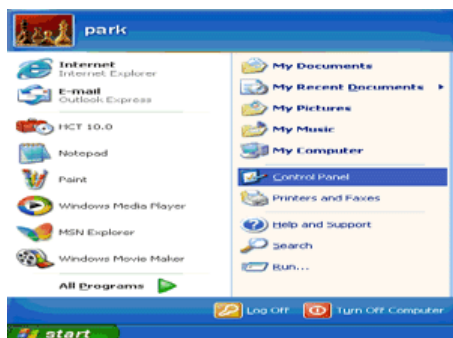 park
Internet
Internet Explorer
E-mail
Outlook Express
HCT 10.0
Notepad
Paint
Windows Media Player
MSN Explorer
Windows Movie Maker
All Programs
My Documents
My Recent Documents
My Pictures
My Music
My Computer
Control Panel
Printers and Faxes
Help and Support
Search
Run...
Log Off
Turn Off Computer
start